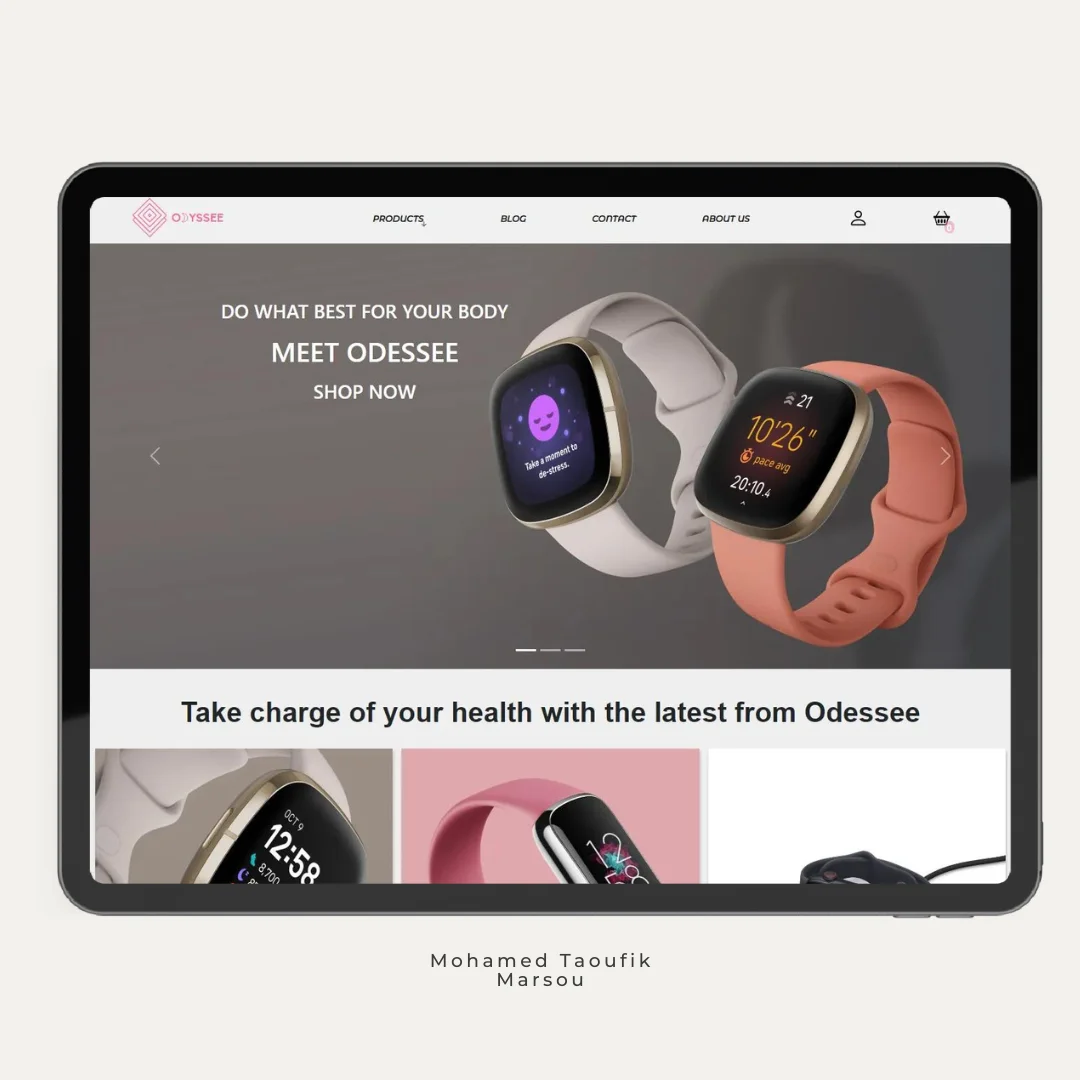 ODYSSEE
PRODUCTS
BLOG
CONTACT
ABOUT US
0
DO WHAT BEST FOR YOUR BODY
MEET ODESSEE
SHOP NOW
Take a moment to
de-stress.
21
10'26"
pace avg
20:10.4
Take charge of your health with the latest from Odessee
OCT 9
12:58
8,700
Mohamed Taoufik
Marsou